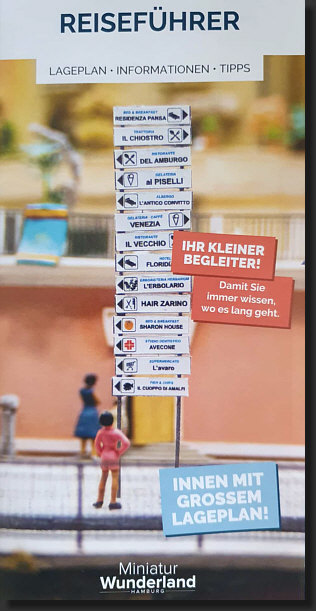 REISEFÜHRER
LAGEPLAN · INFORMATIONEN · TIPPS
BED & BREAKFAST
RESIDENZA PANSA
TRATTORIA
IL CHIOSTRO
RISTORANTE
DEL AMBURGO
GELATERIA
al PISELLI
ALBERGO
L'ANTICO CONVITTO
GELATERIA - CAFFÈ
VENEZIA
RISTORANTE
IL VECCHIO
HOTEL
FLORID
ERBORISTERIA HERBARIUM
L'ERBOLARIO
HAIR ZARINO
BED & BREAKFAST
SHARON HOUSE
STUDIO DENTISTICO
AVECONE
SUPERMERCATO
L'avaro
FISH & CHIPS
IL CUOPPO DI AMALFI
IHR KLEINER
BEGLEITER!
Damit Sie
immer wissen,
wo es lang geht.
INNEN MIT
GROSSEM
LAGEPLAN!
Miniatur
Wunderland
HAMBURG